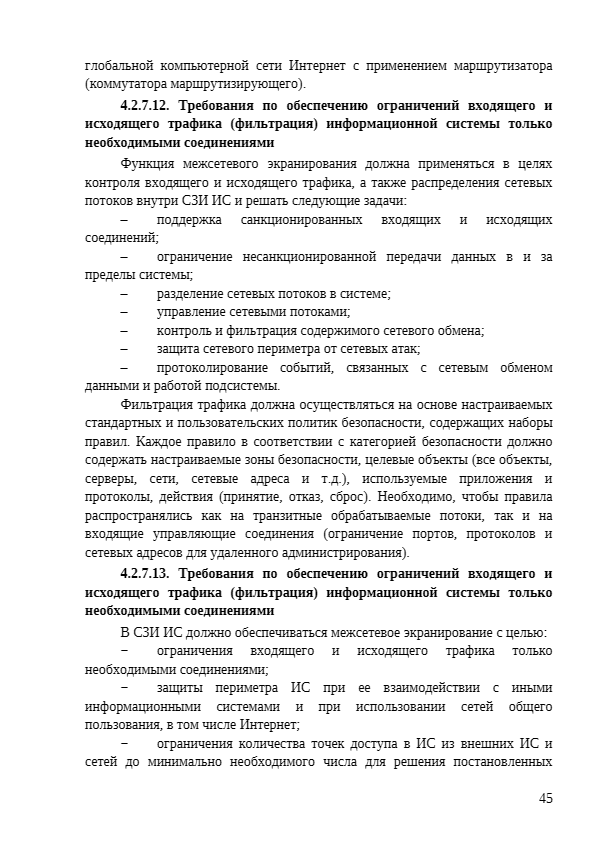 глобальной компьютерной сети Интернет с применением маршрутизатора
(коммутатора маршрутизирующего).
4.2.7.12. Требования по обеспечению ограничений входящего и
исходящего трафика (фильтрация) информационной системы только
необходимыми соединениями
Функция межсетевого экранирования должна применяться в целях
контроля входящего и исходящего трафика, а также распределения сетевых
потоков внутри СЗИ ИС и решать следующие задачи:
– поддержка санкционированных входящих и исходящих
соединений;
– ограничение несанкционированной передачи данных в и за
пределы системы;
– разделение сетевых потоков в системе;
– управление сетевыми потоками;
– контроль и фильтрация содержимого сетевого обмена;
– защита сетевого периметра от сетевых атак;
– протоколирование событий, связанных с сетевым обменом
данными и работой подсистемы.
Фильтрация трафика должна осуществляться на основе настраиваемых
стандартных и пользовательских политик безопасности, содержащих наборы
правил. Каждое правило в соответствии с категорией безопасности должно
содержать настраиваемые зоны безопасности, целевые объекты (все объекты,
серверы, сети, сетевые адреса и т.д.), используемые приложения и
протоколы, действия (принятие, отказ, сброс). Необходимо, чтобы правила
распространялись как на транзитные обрабатываемые потоки, так и на
входящие управляющие соединения (ограничение портов, протоколов и
сетевых адресов для удаленного администрирования).
4.2.7.13. Требования по обеспечению ограничений входящего и
исходящего трафика (фильтрация) информационной системы только
необходимыми соединениями
В СЗИ ИС должно обеспечиваться межсетевое экранирование с целью:
− ограничения входящего и исходящего трафика только
необходимыми соединениями;
− защиты периметра ИС при ее взаимодействии с иными
информационными системами и при использовании сетей общего
пользования, в том числе Интернет;
− ограничения количества точек доступа в ИС из внешних ИС и
сетей до минимально необходимого числа для решения постановленных
45